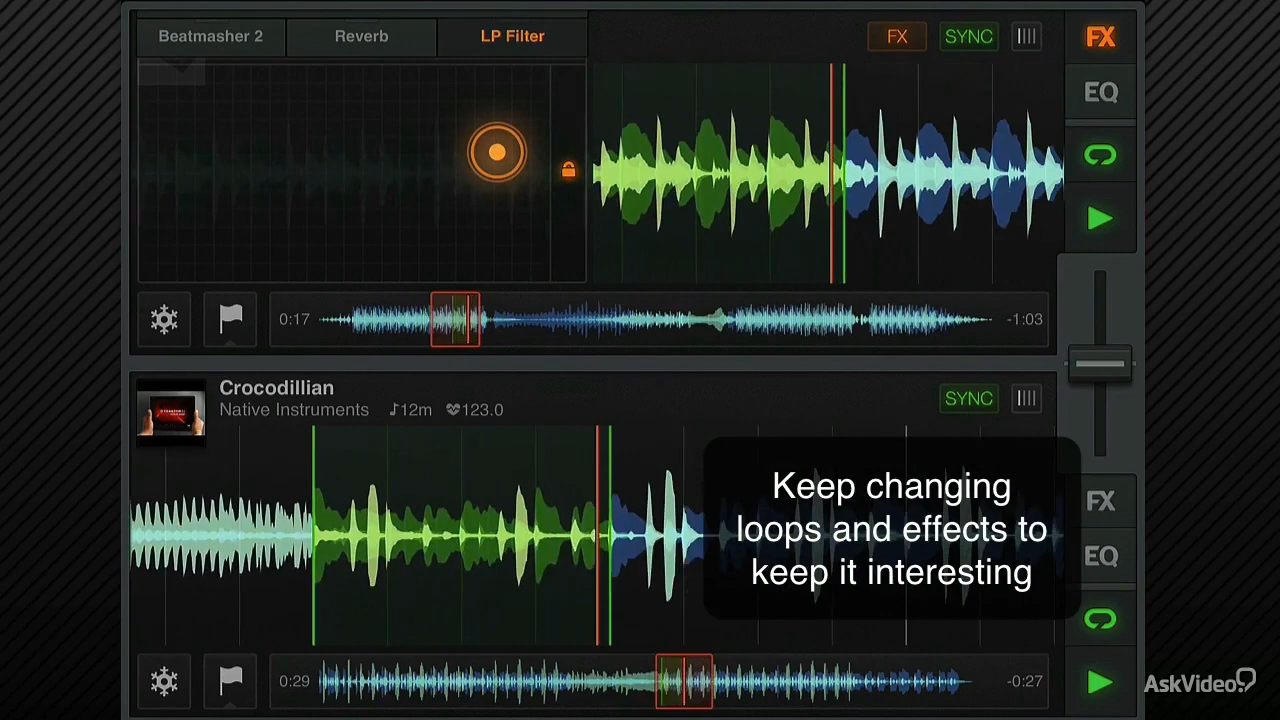 Beatmasher 2 Reverb LP Filter FX SYNC FX
EQ
0:17 -1:03
Crocodillian
Native Instruments 12m 123.0 SYNC
Keep changing
loops and effects to
keep it interesting
FX
EQ
0:29 -0:27
AskVideo